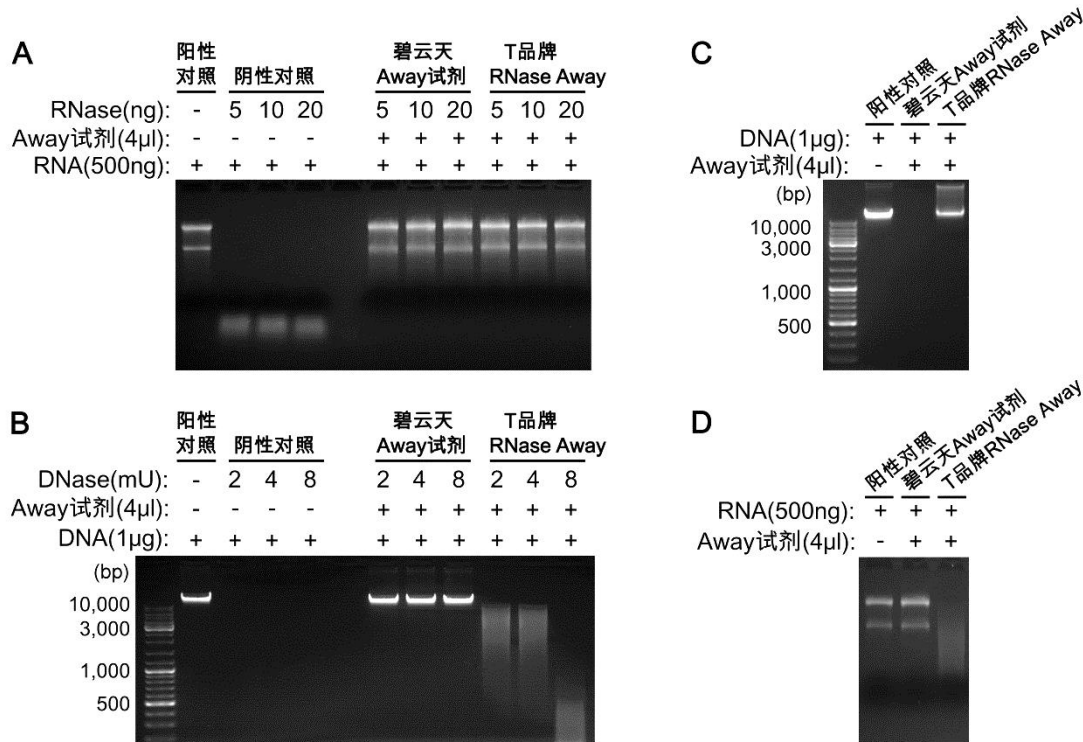 A
阳性
对照
阴性对照
碧云天
Away试剂
T品牌
RNase Away
RNase(ng): - 5 10 20 5 10 20 5 10 20
Away试剂(4µl): - - - - + + + + + +
RNA(500ng): + + + + + + + + + +
B
阳性
对照
阴性对照
碧云天
Away试剂
T品牌
RNase Away
DNase(mU): - 2 4 8 2 4 8 2 4 8
Away试剂(4µl): - - - - + + + + + +
DNA(1µg): + + + + + + + + + +
(bp)
10,000
3,000
1,000
500
C
阳性对照
碧云天Away试剂
T品牌RNase Away
DNA(1µg): + + +
Away试剂(4µl): - + +
(bp)
10,000
3,000
1,000
500
D
阳性对照
碧云天Away试剂
T品牌RNase Away
RNA(500ng): + + +
Away试剂(4µl): - + +